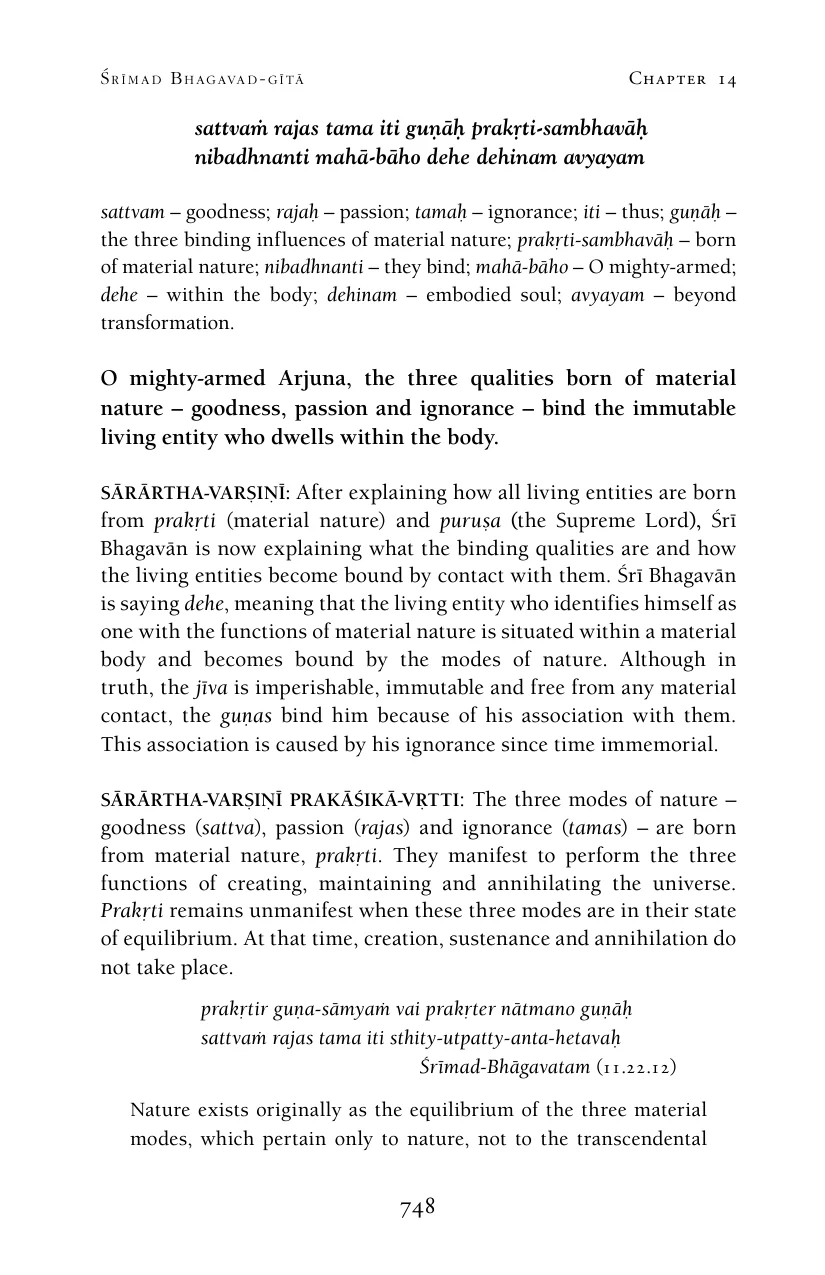 Śrīmad Bhagavad-gītā
Chapter 14
sattvaṁ rajas tama iti guṇāḥ prakṛti-sambhavāḥ
nibadhnanti mahā-bāho dehe dehinam avyayam
sattvam – goodness; rajaḥ – passion; tamaḥ – ignorance; iti – thus; guṇāḥ –
the three binding influences of material nature; prakṛti-sambhavāḥ – born
of material nature; nibadhnanti – they bind; mahā-bāho – O mighty-armed;
dehe – within the body; dehinam – embodied soul; avyayam – beyond
transformation.
O mighty-armed Arjuna, the three qualities born of material
nature – goodness, passion and ignorance – bind the immutable
living entity who dwells within the body.
SĀRĀRTHA-VARṢIṆĪ: After explaining how all living entities are born
from prakṛti (material nature) and puruṣa (the Supreme Lord), Śrī
Bhagavān is now explaining what the binding qualities are and how
the living entities become bound by contact with them. Śrī Bhagavān
is saying dehe, meaning that the living entity who identifies himself as
one with the functions of material nature is situated within a material
body and becomes bound by the modes of nature. Although in
truth, the jīva is imperishable, immutable and free from any material
contact, the guṇas bind him because of his association with them.
This association is caused by his ignorance since time immemorial.
SĀRĀRTHA-VARṢIṆĪ PRAKĀŚIKĀ-VṚTTI: The three modes of nature –
goodness (sattva), passion (rajas) and ignorance (tamas) – are born
from material nature, prakṛti. They manifest to perform the three
functions of creating, maintaining and annihilating the universe.
Prakṛti remains unmanifest when these three modes are in their state
of equilibrium. At that time, creation, sustenance and annihilation do
not take place.
prakṛtir guṇa-sāmyaṁ vai prakṛter nātmano guṇāḥ
sattvaṁ rajas tama iti sthity-utpatty-anta-hetavaḥ
Śrīmad-Bhāgavatam (11.22.12)
Nature exists originally as the equilibrium of the three material
modes, which pertain only to nature, not to the transcendental
748